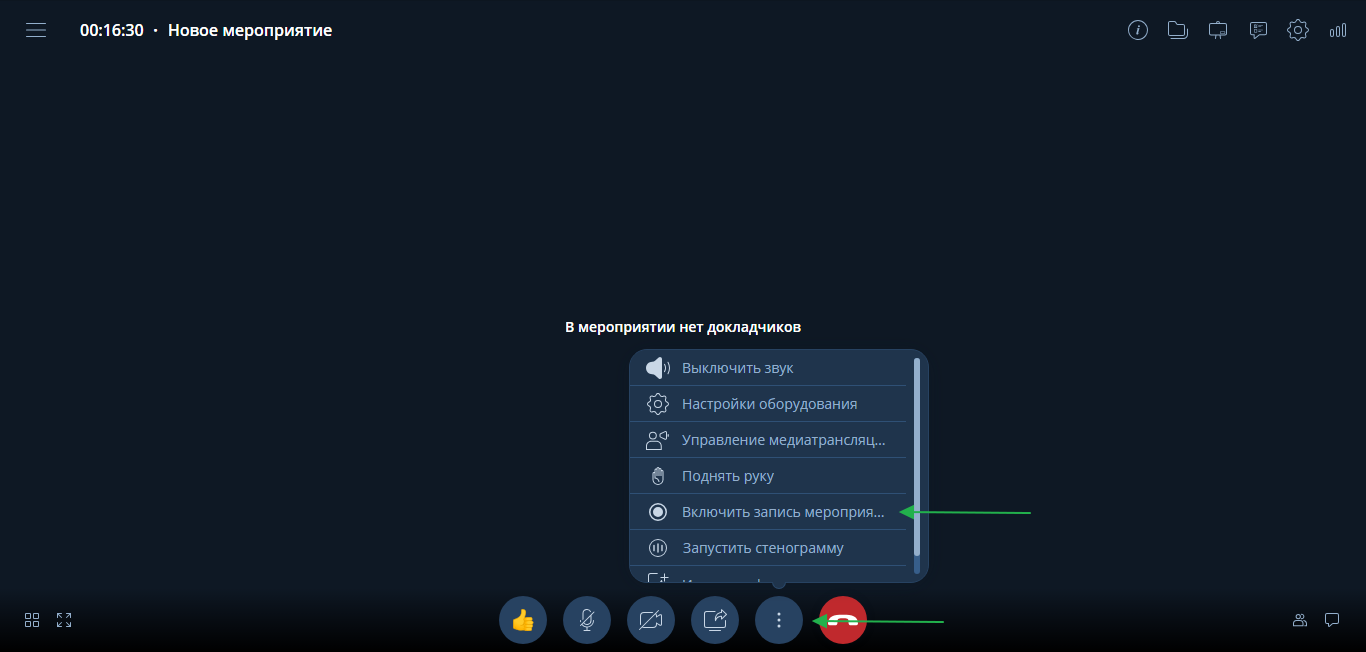 00:16:30 · Новое мероприятие
В мероприятии нет докладчиков
Выключить звук
Настройки оборудования
Управление медиатрансляц...
Поднять руку
Включить запись мероприя...
Запустить стенограмму